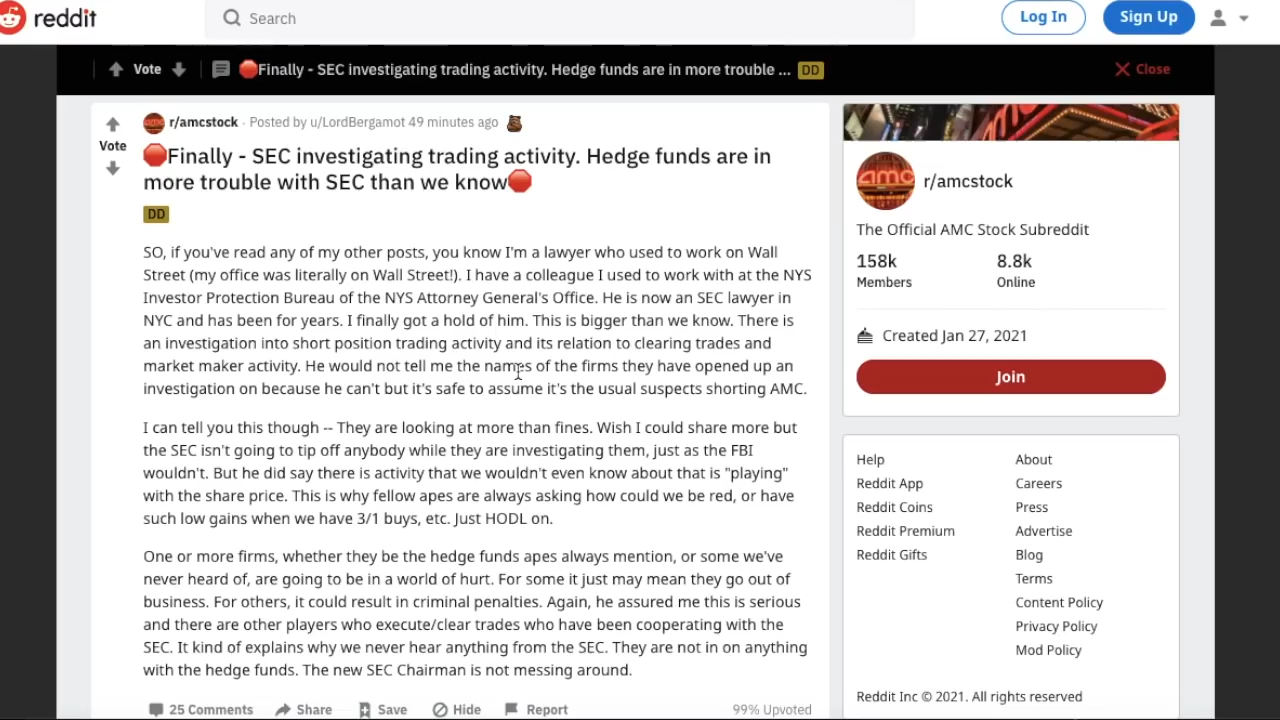 reddit
Search
Log In
Sign Up
Vote
🛑Finally - SEC investigating trading activity. Hedge funds are in more trouble ...
DD
Close
r/amcstock · Posted by u/LordBergamot 49 minutes ago
Vote
🛑Finally - SEC investigating trading activity. Hedge funds are in
more trouble with SEC than we know🛑
DD
SO, if you've read any of my other posts, you know I'm a lawyer who used to work on Wall
Street (my office was literally on Wall Street!). I have a colleague I used to work with at the NYS
Investor Protection Bureau of the NYS Attorney General's Office. He is now an SEC lawyer in
NYC and has been for years. I finally got a hold of him. This is bigger than we know. There is
an investigation into short position trading activity and its relation to clearing trades and
market maker activity. He would not tell me the names of the firms they have opened up an
investigation on because he can't but it's safe to assume it's the usual suspects shorting AMC.
I can tell you this though -- They are looking at more than fines. Wish I could share more but
the SEC isn't going to tip off anybody while they are investigating them, just as the FBI
wouldn't. But he did say there is activity that we wouldn't even know about that is "playing"
with the share price. This is why fellow apes are always asking how could we be red, or have
such low gains when we have 3/1 buys, etc. Just HODL on.
One or more firms, whether they be the hedge funds apes always mention, or some we've
never heard of, are going to be in a world of hurt. For some it just may mean they go out of
business. For others, it could result in criminal penalties. Again, he assured me this is serious
and there are other players who execute/clear trades who have been cooperating with the
SEC. It kind of explains why we never hear anything from the SEC. They are not in on anything
with the hedge funds. The new SEC Chairman is not messing around.
25 Comments
Share
Save
Hide
Report
99% Upvoted
amc
r/amcstock
The Official AMC Stock Subreddit
158k
8.8k
Members
Online
Created Jan 27, 2021
Join
Help
About
Reddit App
Careers
Reddit Coins
Press
Reddit Premium
Advertise
Reddit Gifts
Blog
Terms
Content Policy
Privacy Policy
Mod Policy
Reddit Inc © 2021. All rights reserved